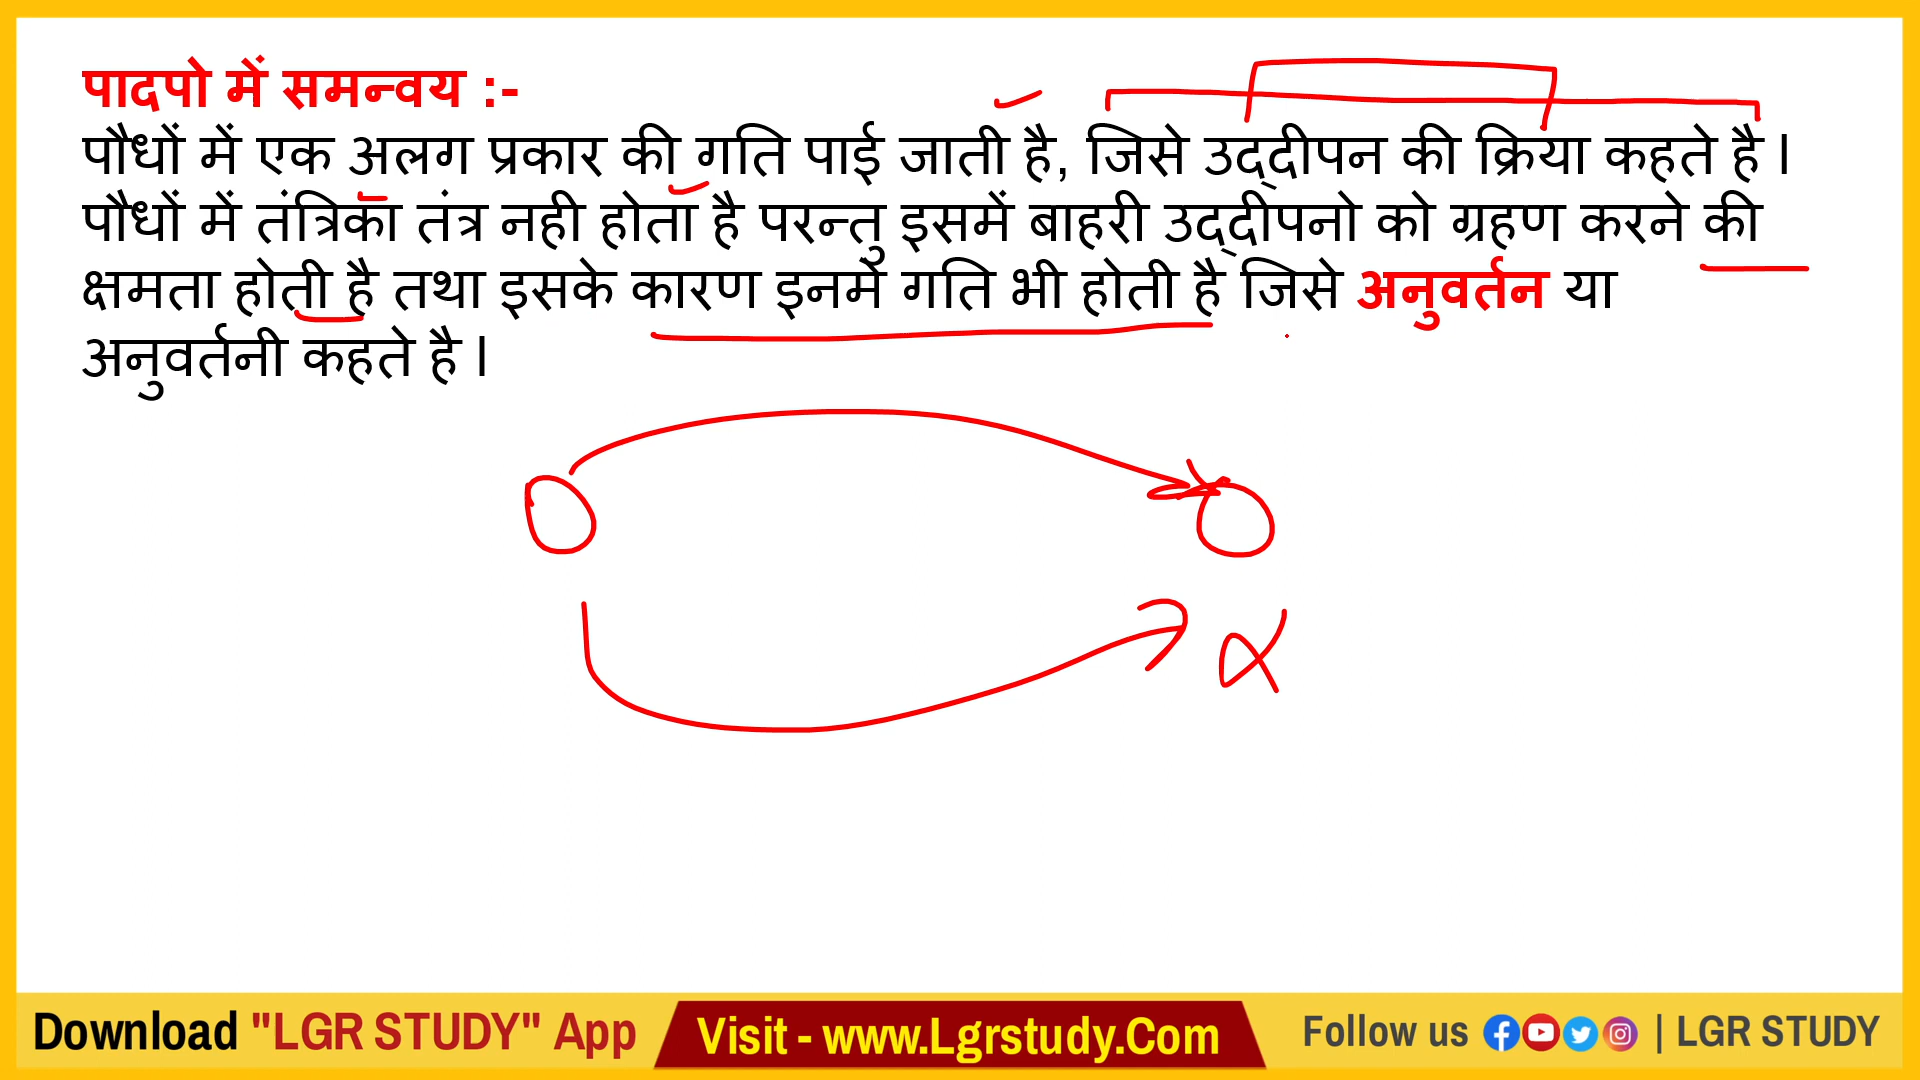 पादपो में समन्वय :-
पौधों में एक अलग प्रकार की गति पाई जाती है, जिसे उद्दीपन की क्रिया कहते है l
पौधों में तंत्रिका तंत्र नही होता है परन्तु इसमें बाहरी उद्दीपनो को ग्रहण करने की
क्षमता होती है तथा इसके कारण इनमे गति भी होती है जिसे अनुवर्तन या
अनुवर्तनी कहते है l
Download "LGR STUDY" App
Visit - www.Lgrstudy.Com
Follow us | LGR STUDY